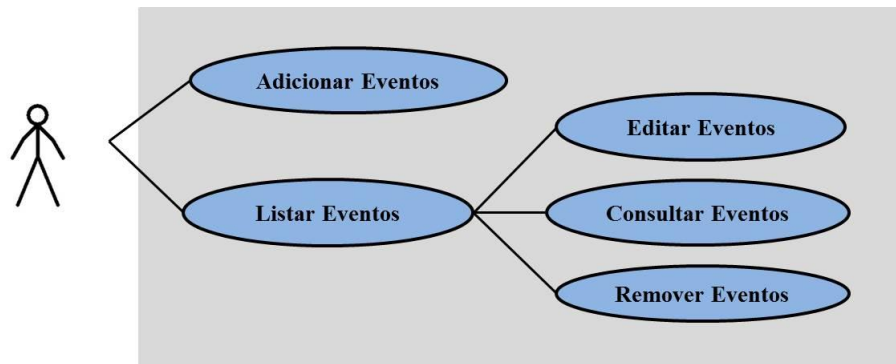 Adicionar Eventos
Editar Eventos
Listar Eventos
Consultar Eventos
Remover Eventos